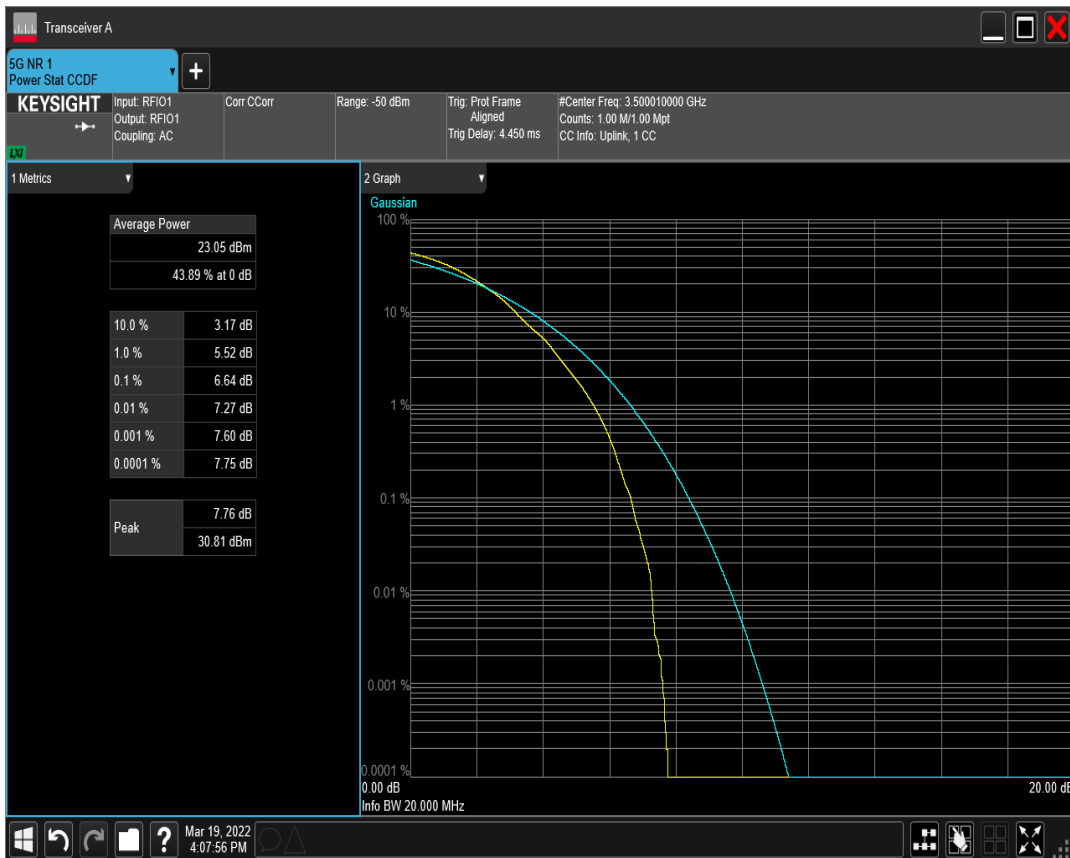 Transceiver A
5G NR 1
Power Stat CCDF
KEYSIGHT
LXI
Input: RFIO1
Output: RFIO1
Coupling: AC
Corr CCorr
Range: -50 dBm
Trig: Prot Frame
Aligned
Trig Delay: 4.450 ms
#Center Freq: 3.500010000 GHz
Counts: 1.00 M/1.00 Mpt
CC Info: Uplink, 1 CC
1 Metrics
Average Power
23.05 dBm
43.89 % at 0 dB
10.0 % 3.17 dB
1.0 % 5.52 dB
0.1 % 6.64 dB
0.01 % 7.27 dB
0.001 % 7.60 dB
0.0001 % 7.75 dB
Peak
7.76 dB
30.81 dBm
2 Graph
Gaussian
100 %
10 %
1 %
0.1 %
0.01 %
0.001 %
0.0001 %
0.00 dB 20.00 dB
Info BW 20.000 MHz
?
Mar 19, 2022
4:07:56 PM